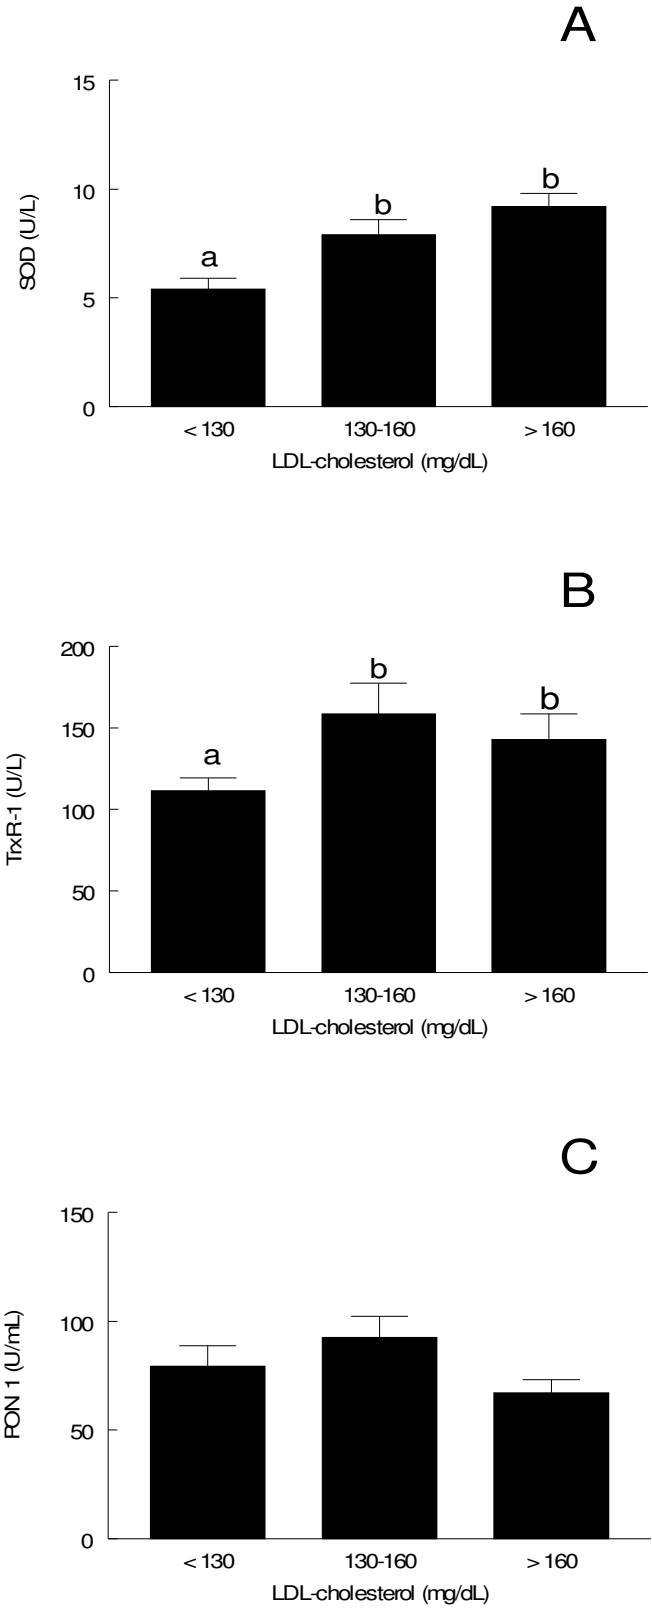 A
15
10
5
0
SOD (U/L)
a
b
b
< 130
130-160
> 160
LDL-cholesterol (mg/dL)
B
200
150
100
50
0
TrxR-1 (U/L)
a
b
b
< 130
130-160
> 160
LDL-cholesterol (mg/dL)
C
150
100
50
0
PON 1 (U/mL)
< 130
130-160
> 160
LDL-cholesterol (mg/dL)